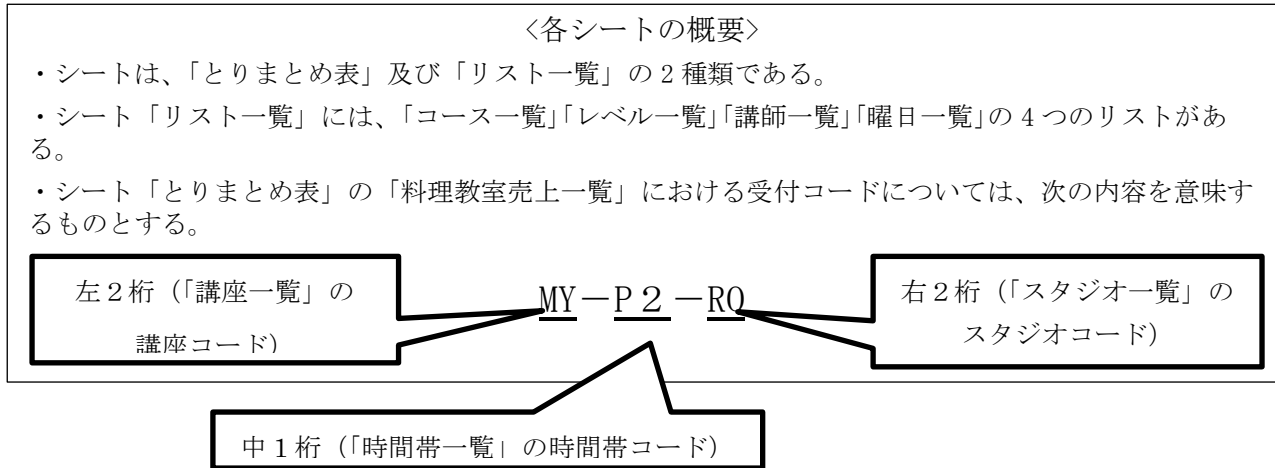 〈各シートの概要〉
・シートは、「とりまとめ表」及び「リスト一覧」の２種類である。
・シート「リスト一覧」には、「コース一覧」「レベル一覧」「講師一覧」「曜日一覧」の４つのリストがあ
る。
・シート「とりまとめ表」の「料理教室売上一覧」における受付コードについては、次の内容を意味す
るものとする。
左２桁（「講座一覧」の
講座コード）
MY－P２－RO
右２桁（「スタジオ一覧」の
スタジオコード）
中１桁（「時間帯一覧」の時間帯コード）